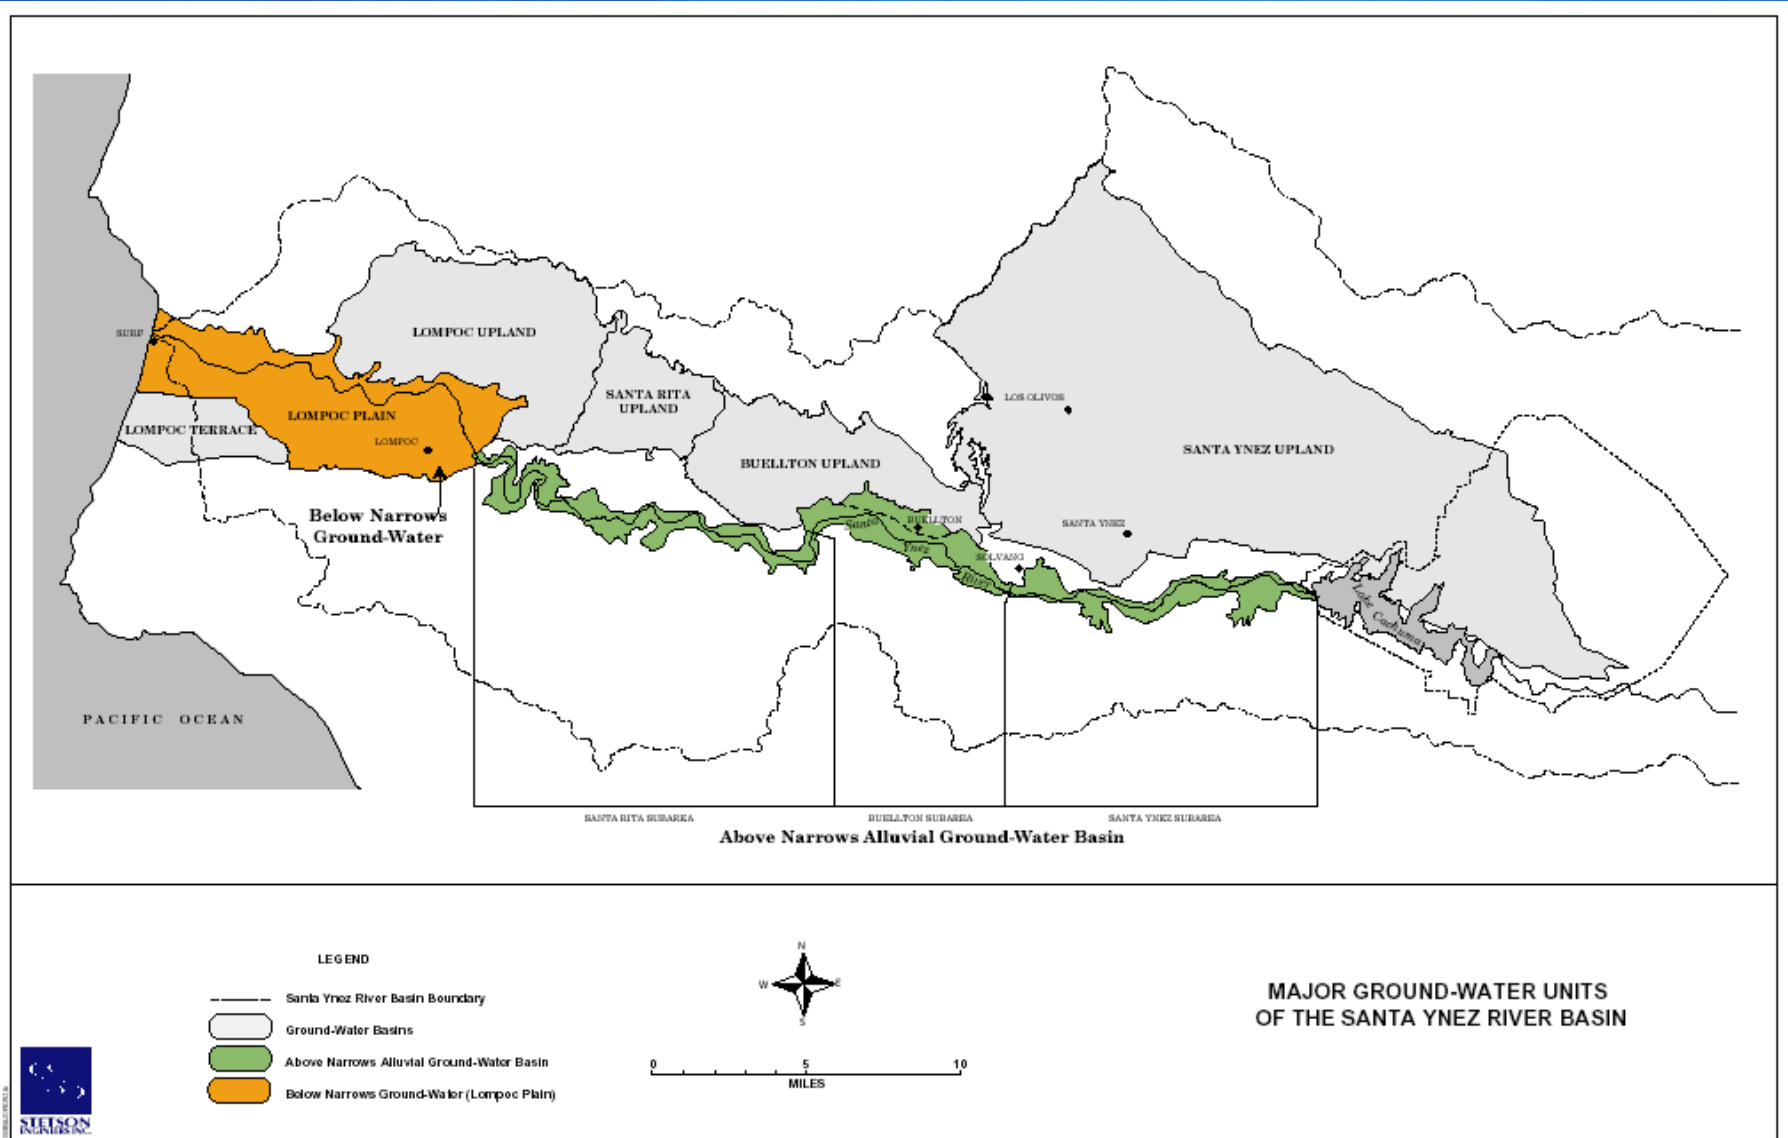 LOMPOC UPLAND
SURF
SANTA RITA
UPLAND
LOS OLIVOS
LOMPOC PLAIN
LOMPOC TERRACE
LOMPOC
SANTA YNEZ UPLAND
BUELLTON UPLAND
Below Narrows
Ground-Water
Santa
BUELLTON
SANTA YNEZ
Ynez
SOLVANG
River
Lake Cachuma
PACIFIC OCEAN
SANTA RITA SUBAREA
BUELLTON SUBAREA
SANTA YNEZ SUBAREA
Above Narrows Alluvial Ground-Water Basin
LEGEND
Santa Ynez River Basin Boundary
Ground-Water Basins
Above Narrows Alluvial Ground-Water Basin
Below Narrows Ground-Water (Lompoc Plain)
N
W E
S
0 5 10
MILES
MAJOR GROUND-WATER UNITS
OF THE SANTA YNEZ RIVER BASIN
STETSON
ENGINEERS INC.